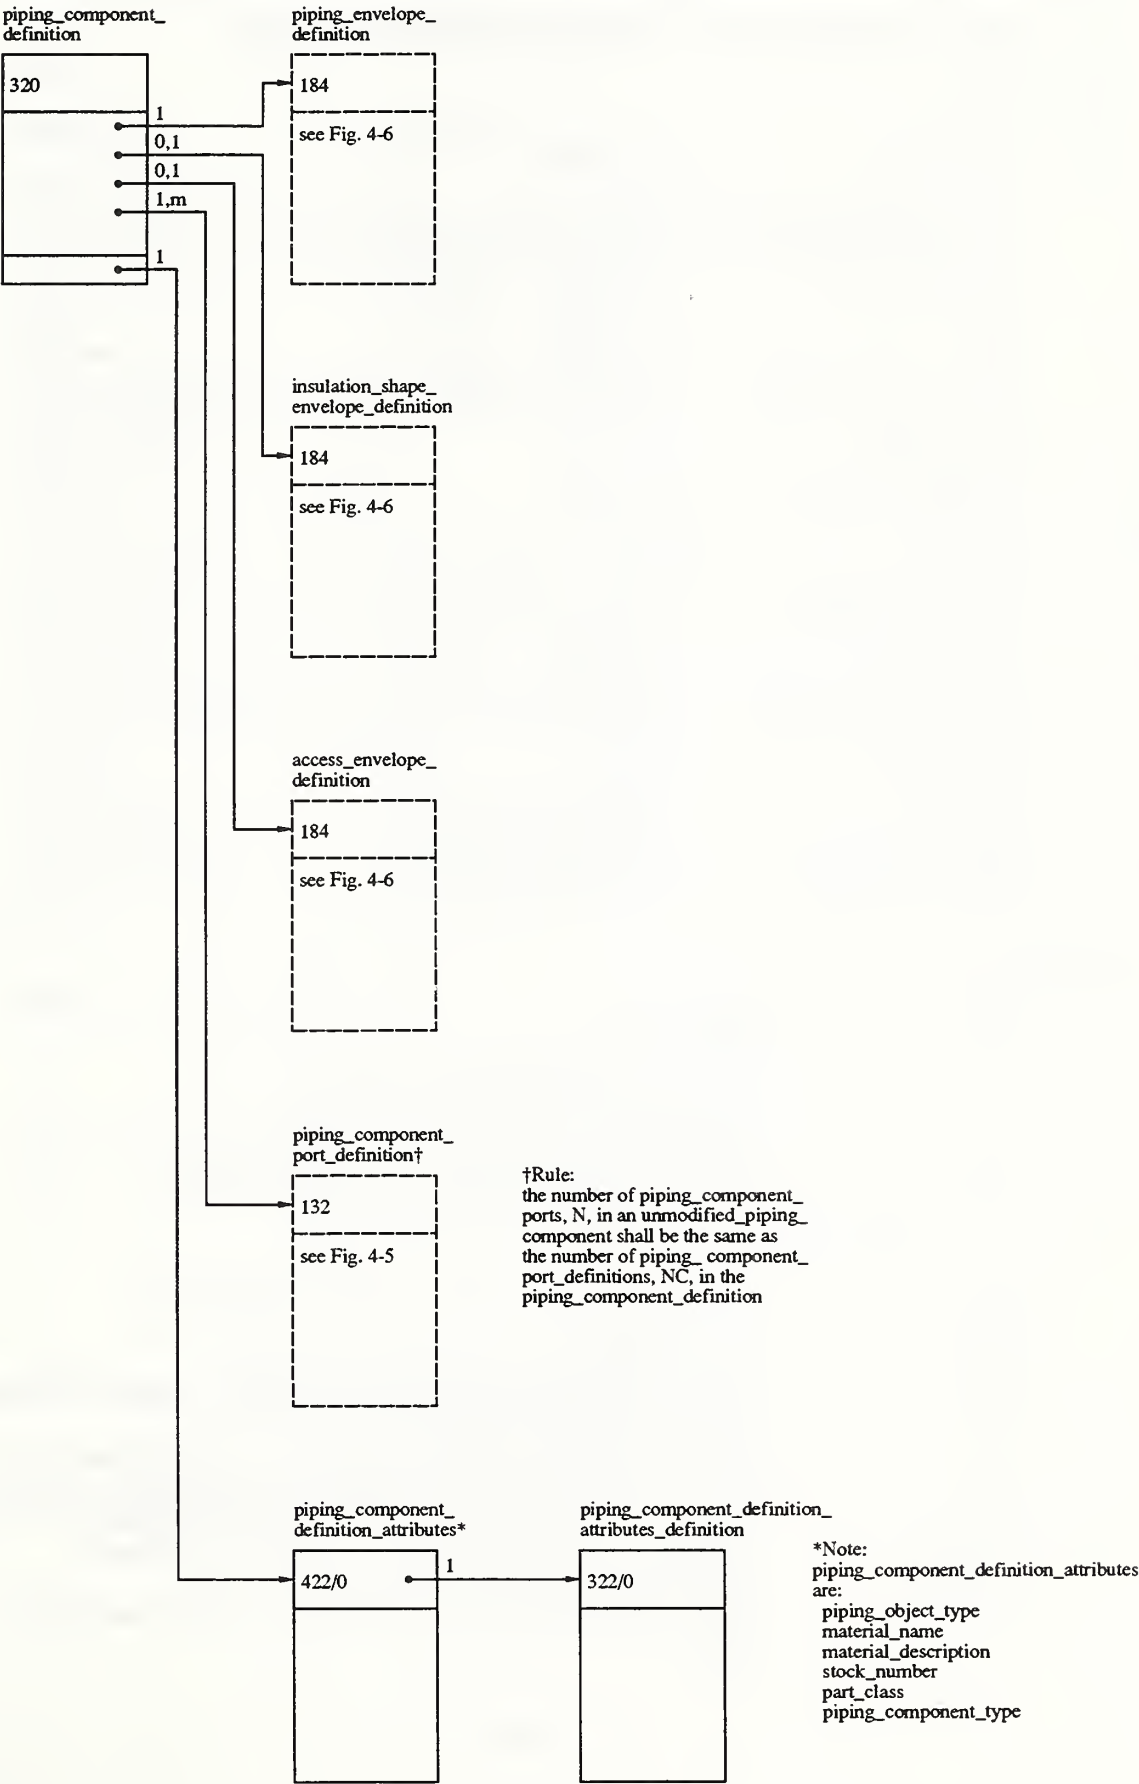 piping_component_
definition
320
1
0,1
0,1
1,m
1
piping_envelope_
definition
184
see Fig. 4-6
insulation_shape_
envelope_definition
184
see Fig. 4-6
access_envelope_
definition
184
see Fig. 4-6
piping_component_
port_definition†
132
see Fig. 4-5
†Rule:
the number of piping_component_
ports, N, in an unmodified_piping_
component shall be the same as
the number of piping_ component_
port_definitions, NC, in the
piping_component_definition
piping_component_
definition_attributes*
422/0
1
piping_component_definition_
attributes_definition
322/0
*Note:
piping_component_definition_attributes
are:
piping_object_type
material_name
material_description
stock_number
part_class
piping_component_type